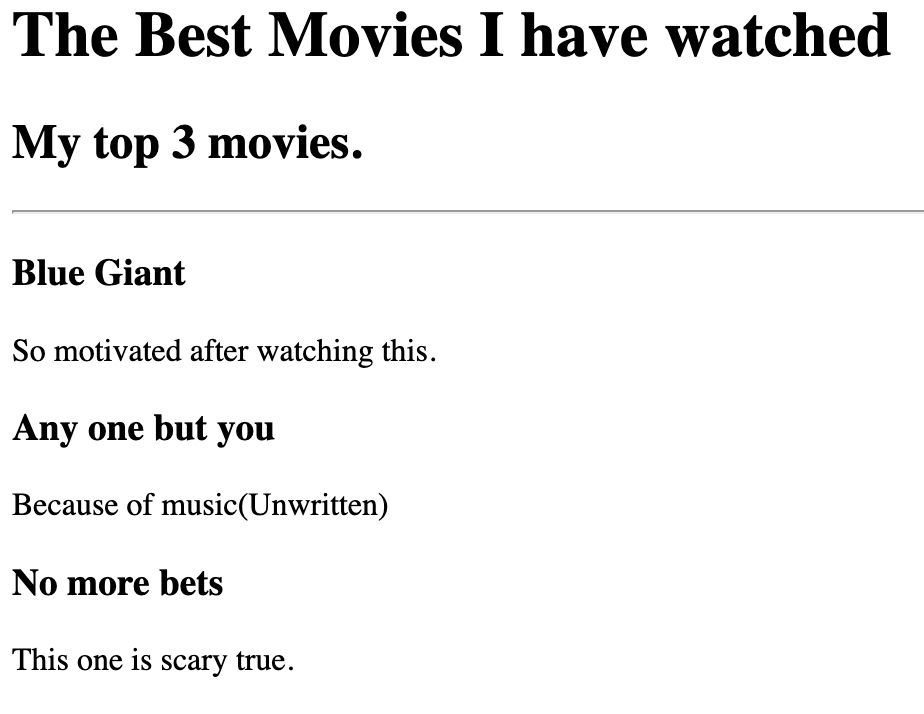 The Best Movies I have watched
My top 3 movies.
Blue Giant
So motivated after watching this.
Any one but you
Because of music(Unwritten)
No more bets
This one is scary true.